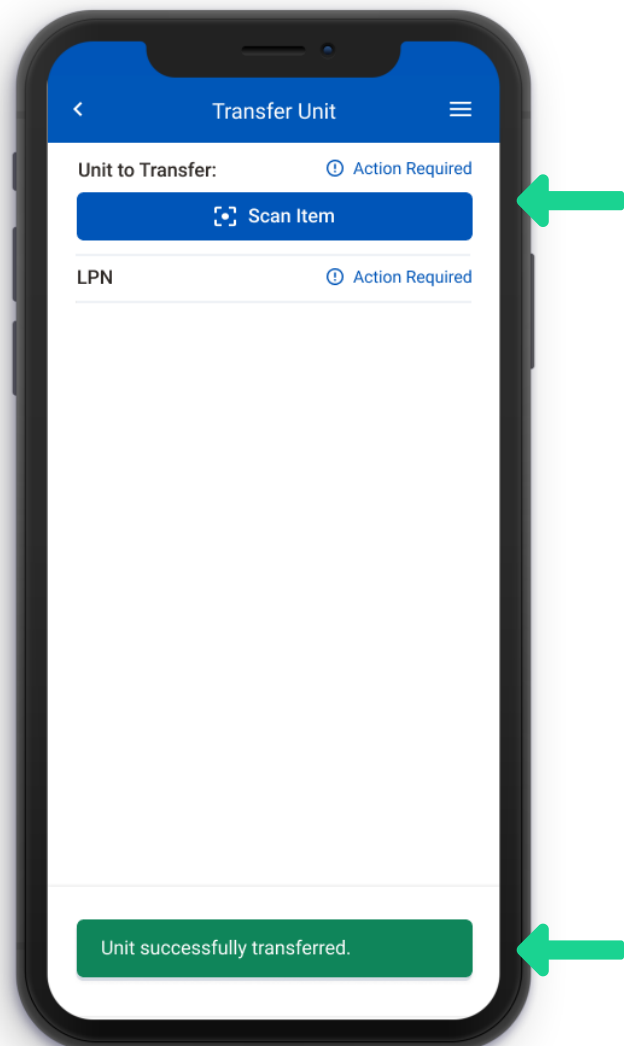 Transfer Unit
Unit to Transfer: Action Required
Scan Item
LPN Action Required
Unit successfully transferred.